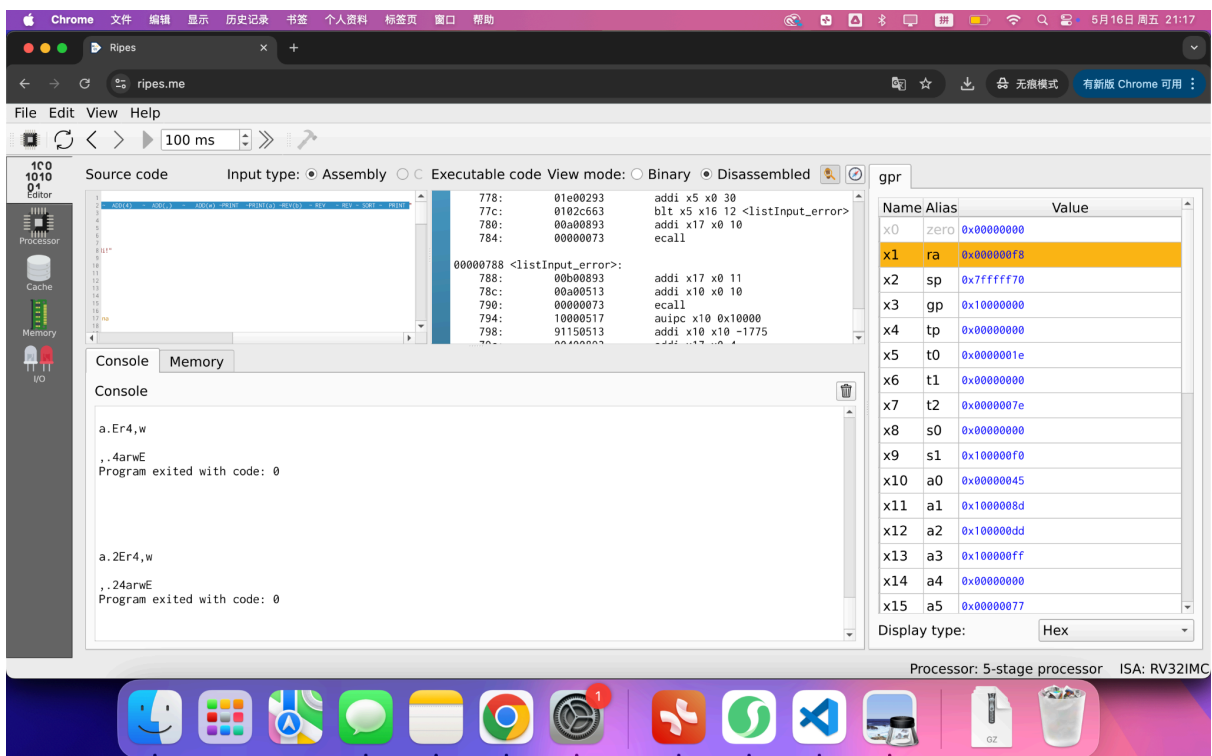 Chrome 文件 编辑 显示 历史记录 书签 个人资料 标签页 窗口 帮助 拼 5月16日 周五 21:17
Ripes × +
ripes.me 无痕模式 有新版 Chrome 可用
File Edit View Help
100 ms
Editor
Processor
Cache
Memory
I/O
Source code Input type: Assembly C Executable code View mode: Binary Disassembled
778: 01e00293 addi x5 x0 30
77c: 0102c663 blt x5 x16 12 <listInput_error>
780: 00a00893 addi x17 x0 10
784: 00000073 ecall
00000788 <listInput_error>:
788: 00b00893 addi x17 x0 11
78c: 00a00513 addi x10 x0 10
790: 00000073 ecall
794: 10000517 auipc x10 0x10000
798: 91150513 addi x10 x10 -1775
Console Memory
Console
a.Er4,w
,.4arwE
Program exited with code: 0
a.2Er4,w
,.24arwE
Program exited with code: 0
gpr
Name Alias Value
x0 zero 0x00000000
x1 ra 0x000000f8
x2 sp 0x7fffff70
x3 gp 0x10000000
x4 tp 0x00000000
x5 t0 0x0000001e
x6 t1 0x00000000
x7 t2 0x0000007e
x8 s0 0x00000000
x9 s1 0x100000f0
x10 a0 0x00000045
x11 a1 0x1000008d
x12 a2 0x100000dd
x13 a3 0x100000ff
x14 a4 0x00000000
x15 a5 0x00000077
Display type: Hex
Processor: 5-stage processor ISA: RV32IMC
1
GZ